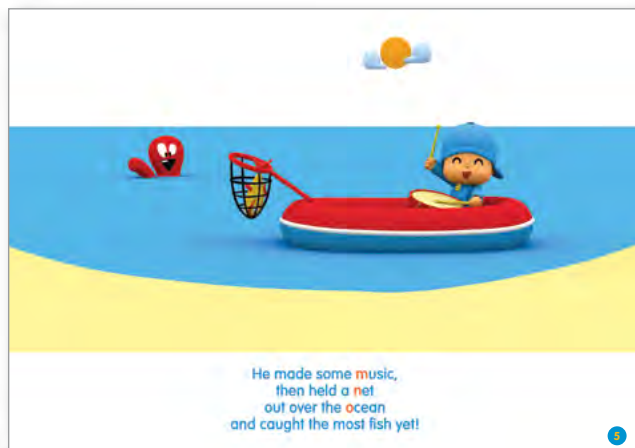 He made some music,
then held a net
out over the ocean
and caught the most fish yet!
5